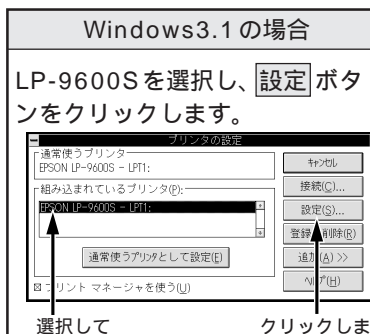 Windows3.1の場合
LP-9600Sを選択し、設定ボタ
ンをクリックします。
プリンタの設定
通常使うプリンタ
EPSON LP-9600S - LPT1:
キャンセル
組み込まれているプリンタ(P):
接続(C)...
EPSON LP-9600S - LPT1:
設定(S)...
登録削除(R)
通常使うプリンタとして設定(E)
追加(A) >>
プリント マネージャを使う(U)
ヘルプ(H)
選択して
クリックしま